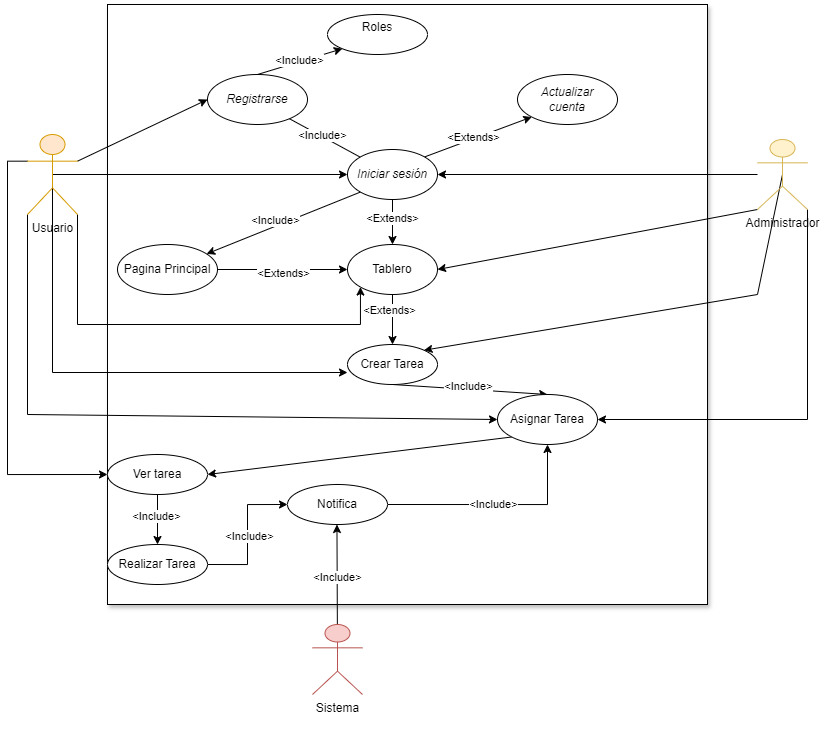 Roles
<Include>
Registrarse
Actualizar
cuenta
<Include>
<Extends>
Iniciar sesión
Usuario
Administrador
<Include>
<Extends>
Pagina Principal
<Extends>
Tablero
<Extends>
Crear Tarea
<Include>
Asignar Tarea
Ver tarea
Notifica
<Include>
<Include>
<Include>
Realizar Tarea
<Include>
Sistema